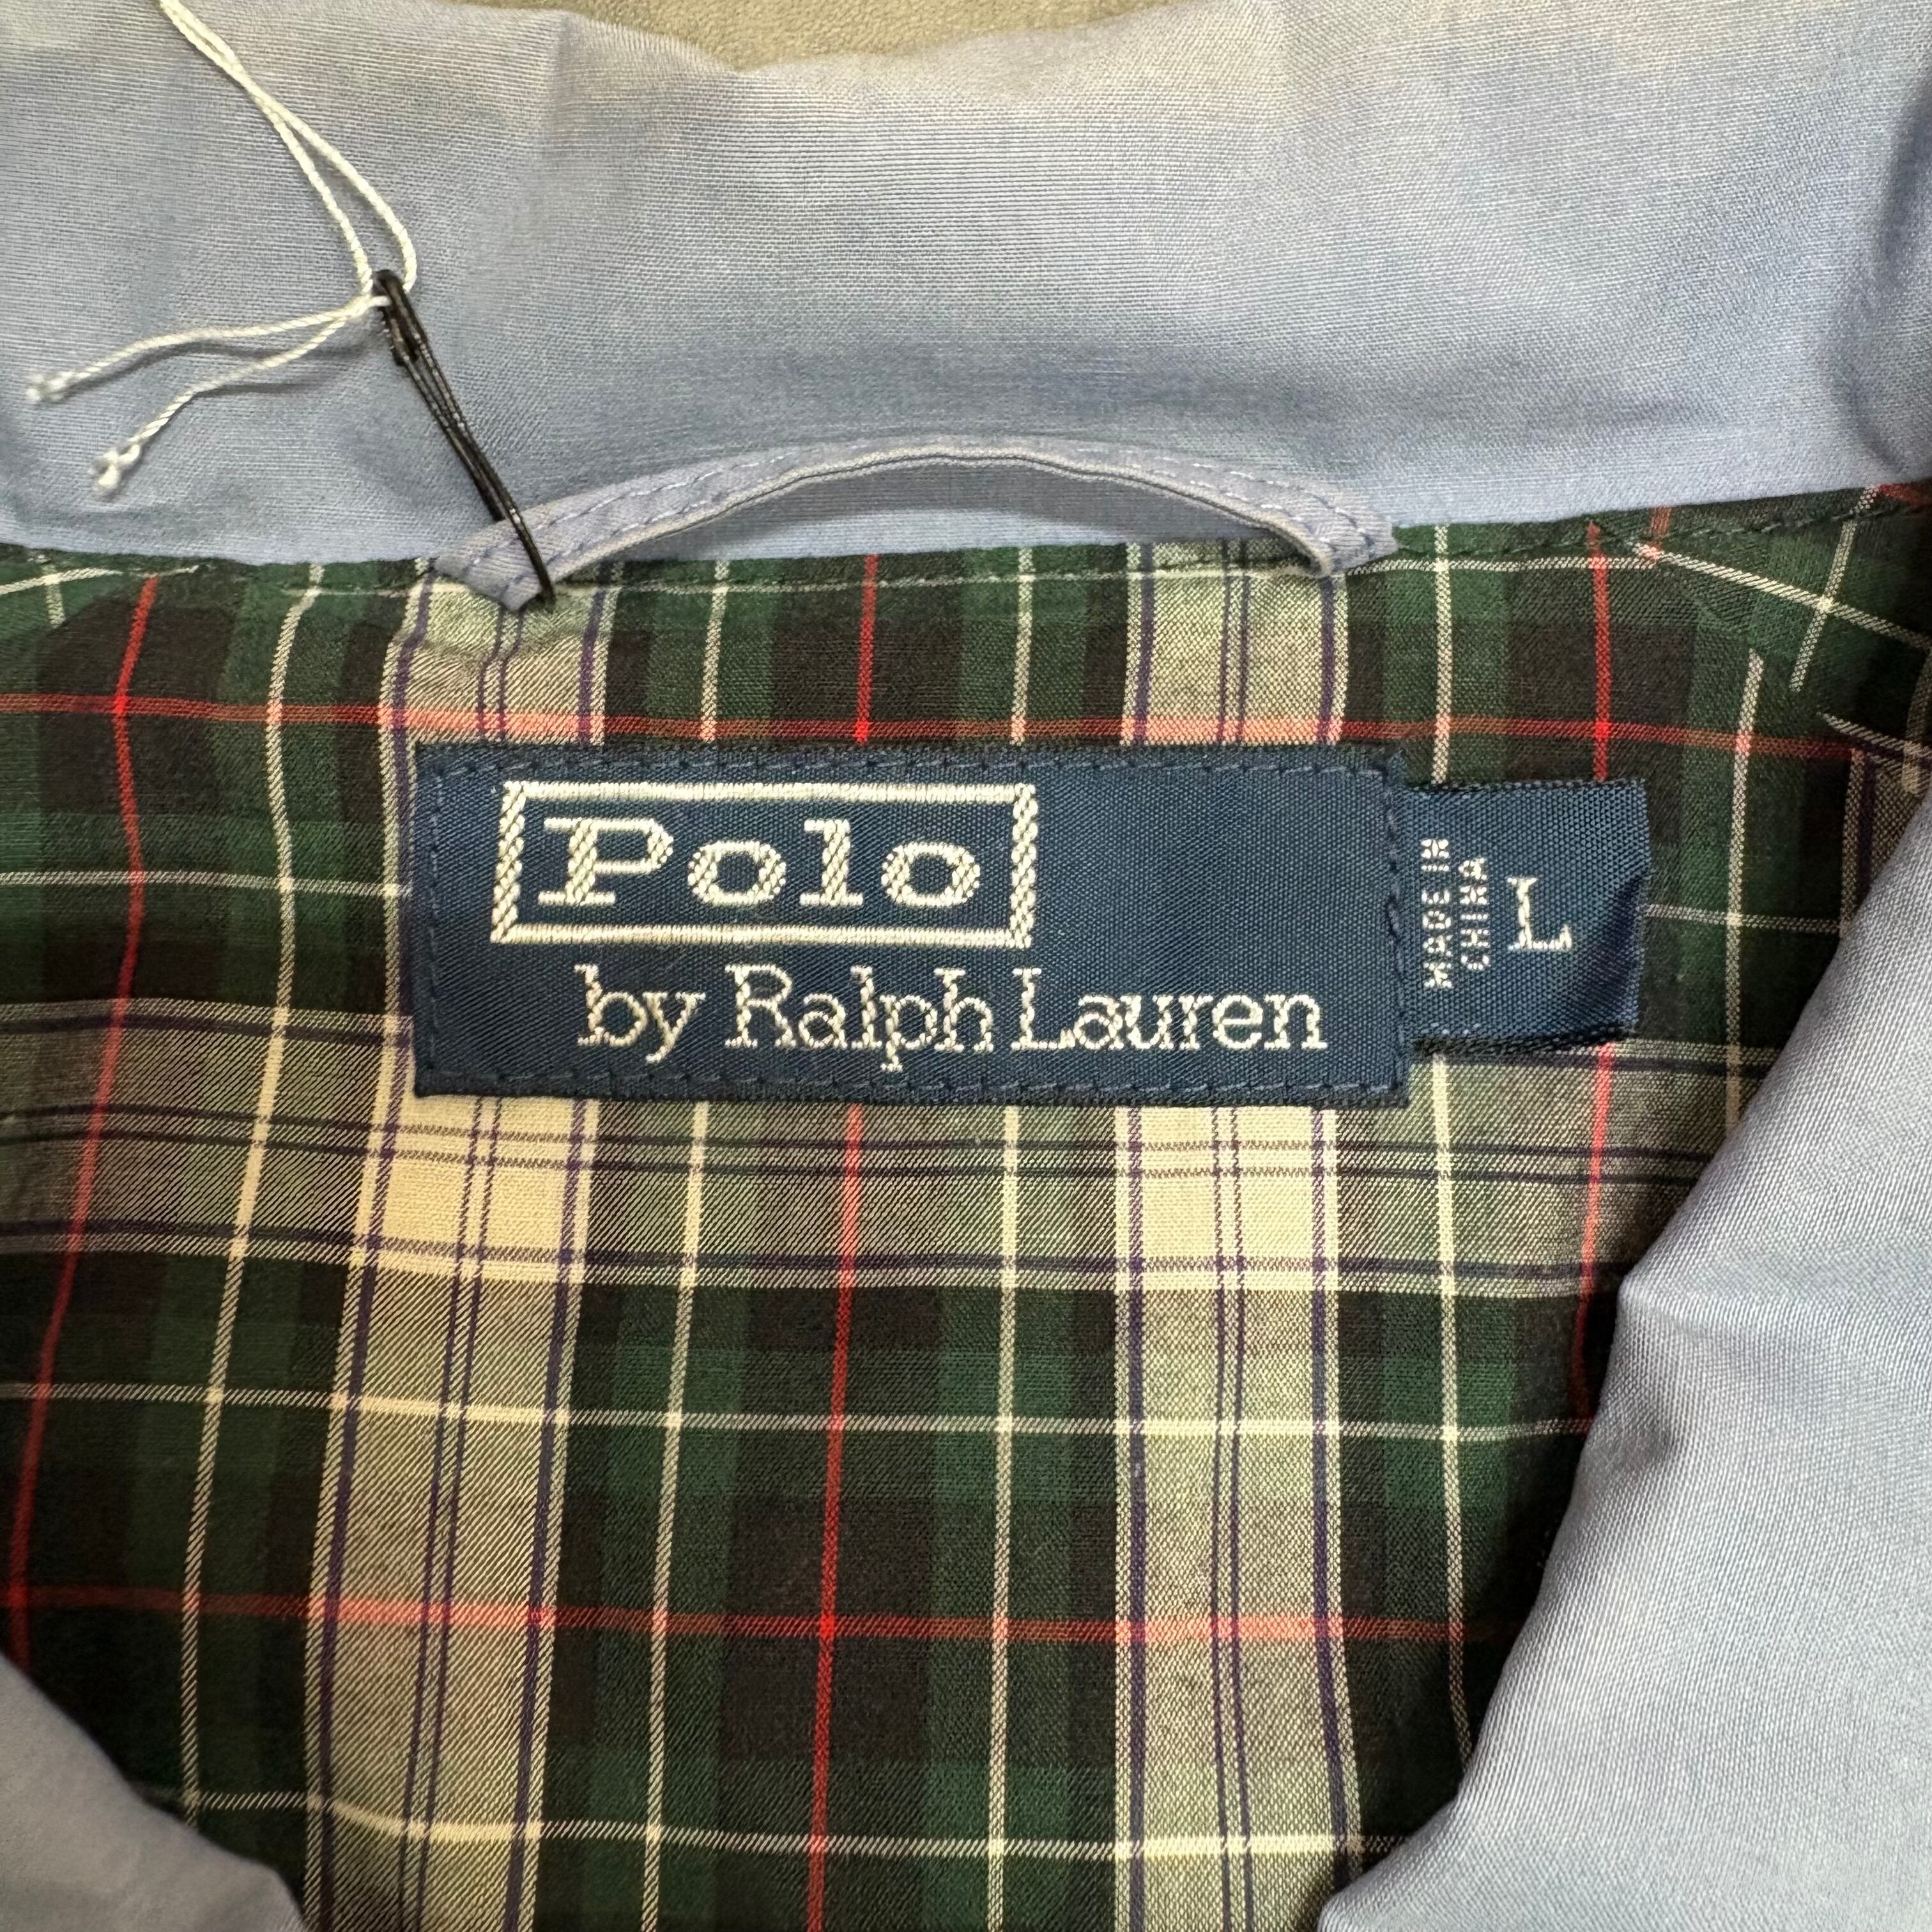 Polo
by Ralph Lauren
MADE IN
CHINA
L